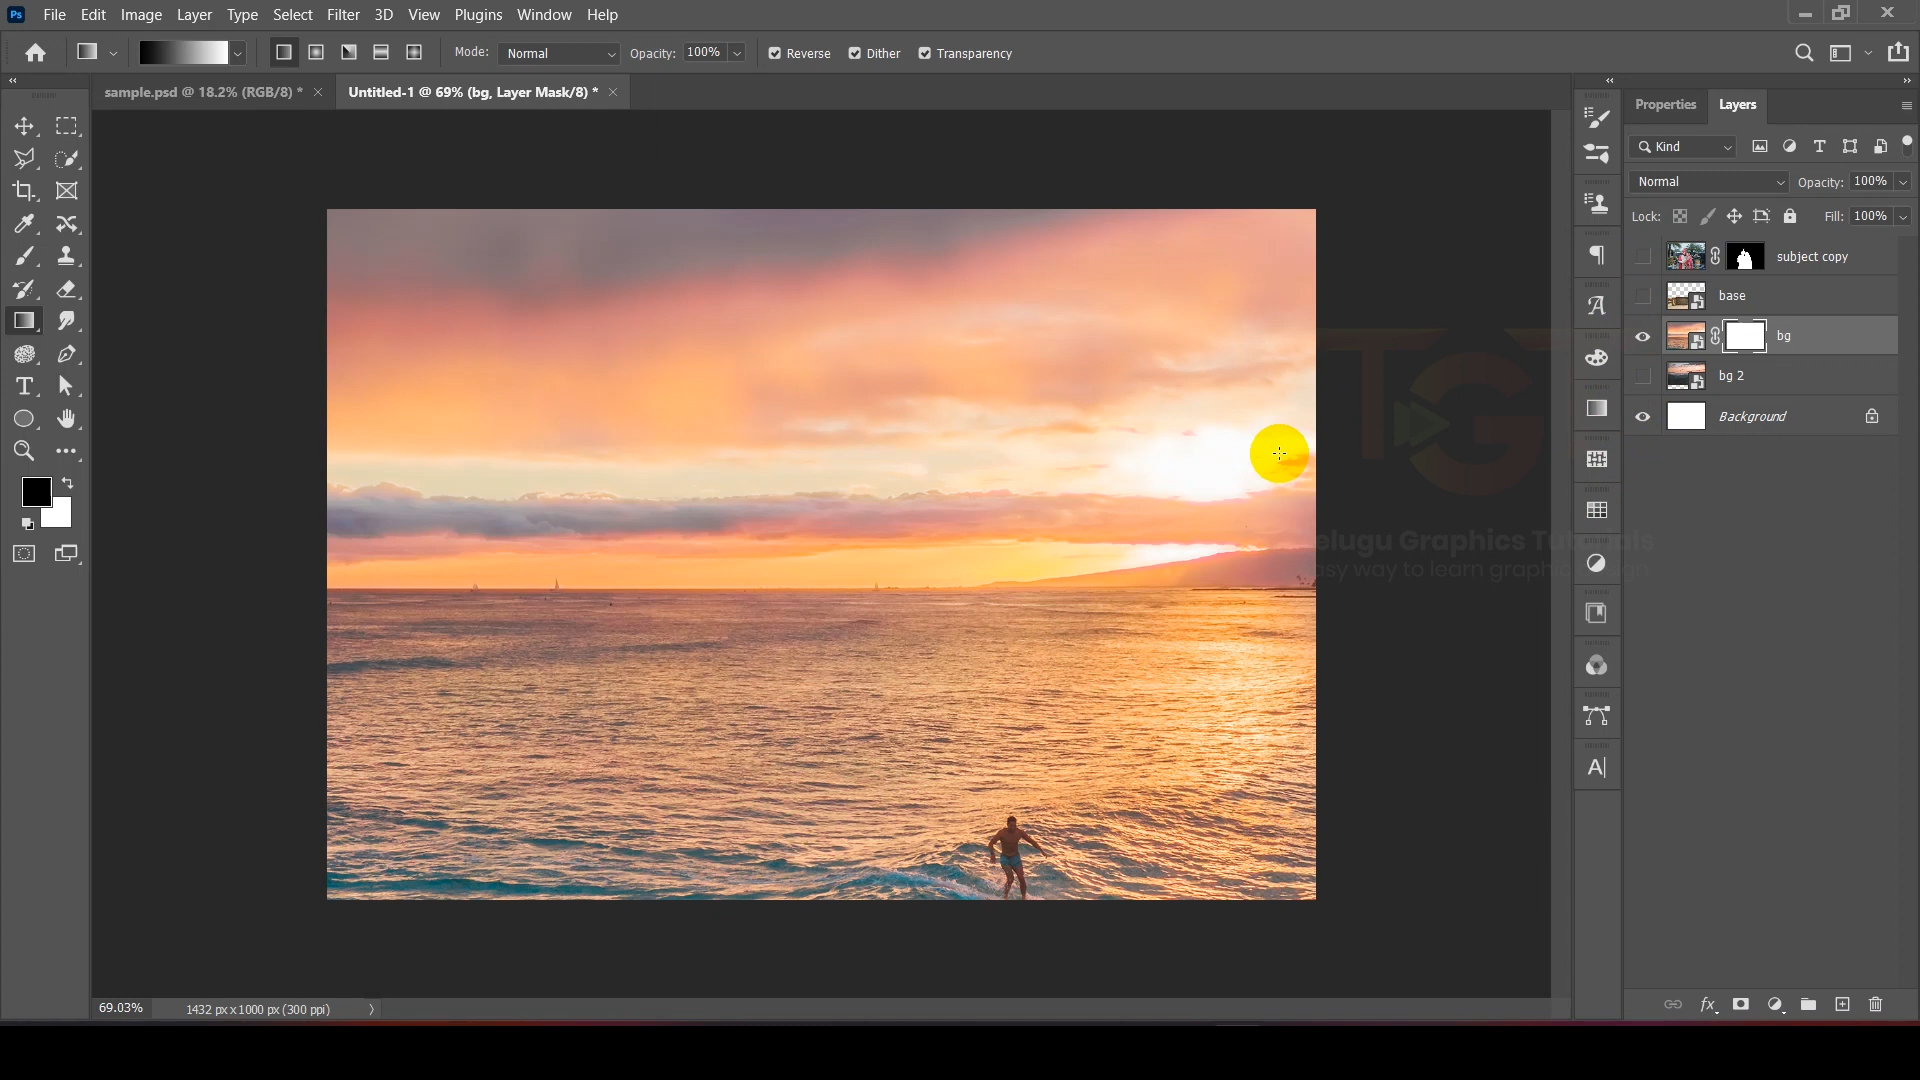 Ps File Edit Image Layer Type Select Filter 3D View Plugins Window Help
Mode: Normal Opacity: 100% Reverse Dither Transparency
sample.psd @ 18.2% (RGB/8) * × Untitled-1 @ 69% (bg, Layer Mask/8) * ×
Properties Layers
Kind
Normal Opacity: 100%
Lock: Fill: 100%
subject copy
base
bg
bg 2
Background
TG
elugu Graphics Tutorials
asy way to learn graphic design
69.03% 1432 px x 1000 px (300 ppi)